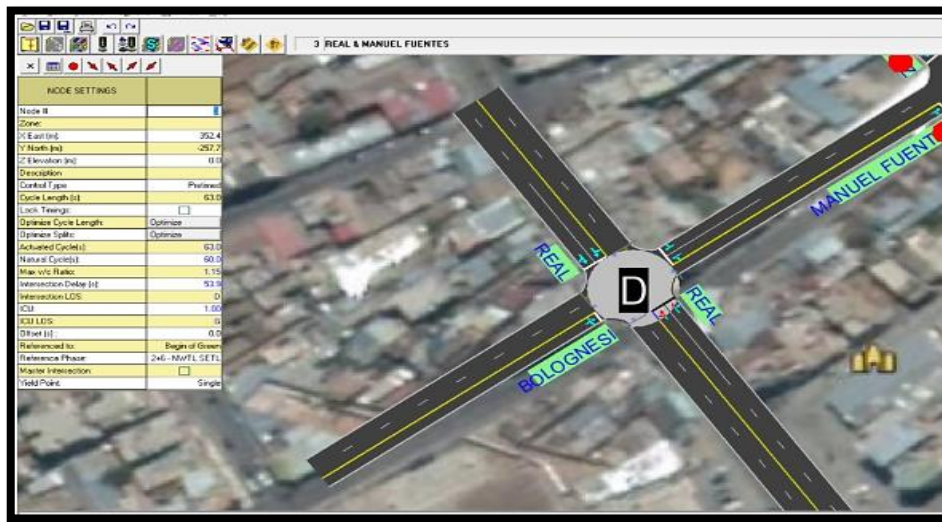 3 REAL & MANUEL FUENTES
NODE SETTINGS
Node #
Zone:
X East (m): 352.4
Y North (m): -257.7
Z Elevation (m): 0.0
Description
Control Type Pretimed
Cycle Length (s): 63.0
Lock Timings:
Optimize Cycle Length: Optimize
Optimize Splits: Optimize
Actuated Cycle(s): 63.0
Natural Cycle(s): 60.0
Max v/c Ratio: 1.15
Intersection Delay (s): 53.9
Intersection LOS: D
ICU: 1.00
ICU LOS: G
Offset (s): 0.0
Referenced to: Begin of Green
Reference Phase: 2+6 - NWTL SETL
Master Intersection:
Yield Point: Single
MANUEL FUENT
REAL
D
REAL
BOLOGNESI